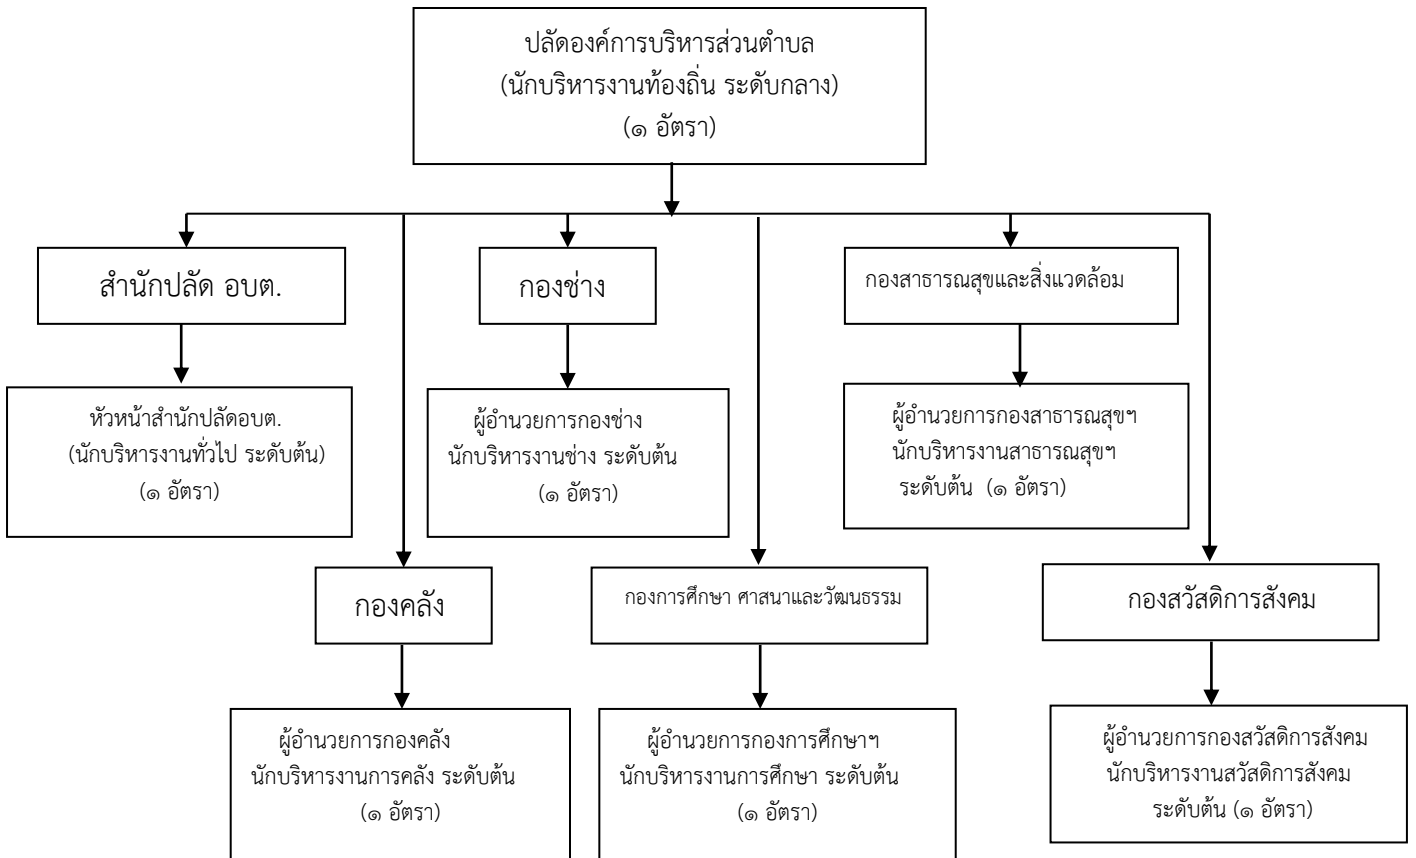 ปลัดองค์การบริหารส่วนตำบล
(นักบริหารงานท้องถิ่น ระดับกลาง)
(๑ อัตรา)
สำนักปลัด อบต.
กองช่าง
กองสาธารณสุขและสิ่งแวดล้อม
หัวหน้าสำนักปลัดอบต.
(นักบริหารงานทั่วไป ระดับต้น)
(๑ อัตรา)
ผู้อำนวยการกองช่าง
นักบริหารงานช่าง ระดับต้น
(๑ อัตรา)
ผู้อำนวยการกองสาธารณสุขฯ
นักบริหารงานสาธารณสุขฯ
ระดับต้น (๑ อัตรา)
กองคลัง
กองการศึกษา ศาสนาและวัฒนธรรม
กองสวัสดิการสังคม
ผู้อำนวยการกองคลัง
นักบริหารงานการคลัง ระดับต้น
(๑ อัตรา)
ผู้อำนวยการกองการศึกษาฯ
นักบริหารงานการศึกษา ระดับต้น
(๑ อัตรา)
ผู้อำนวยการกองสวัสดิการสังคม
นักบริหารงานสวัสดิการสังคม
ระดับต้น (๑ อัตรา)